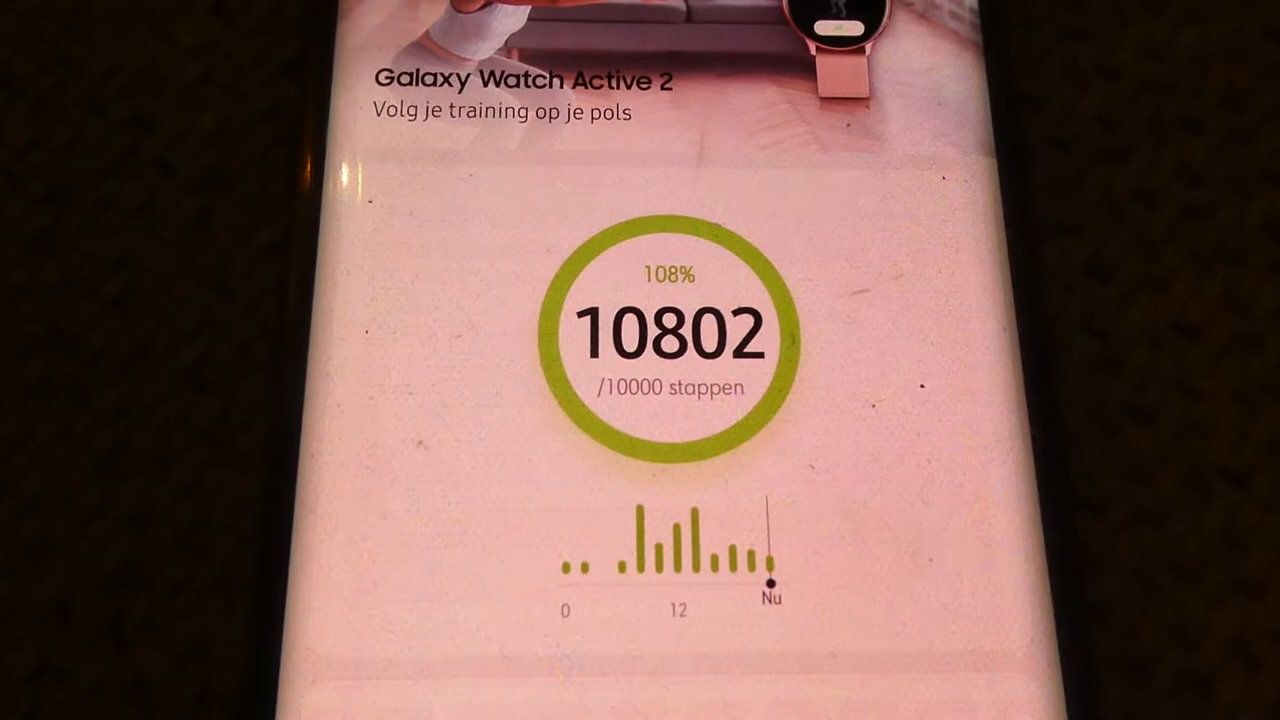 Galaxy Watch Active 2
Volg je training op je pols
108%
10802
/10000 stappen
0
12
Nu